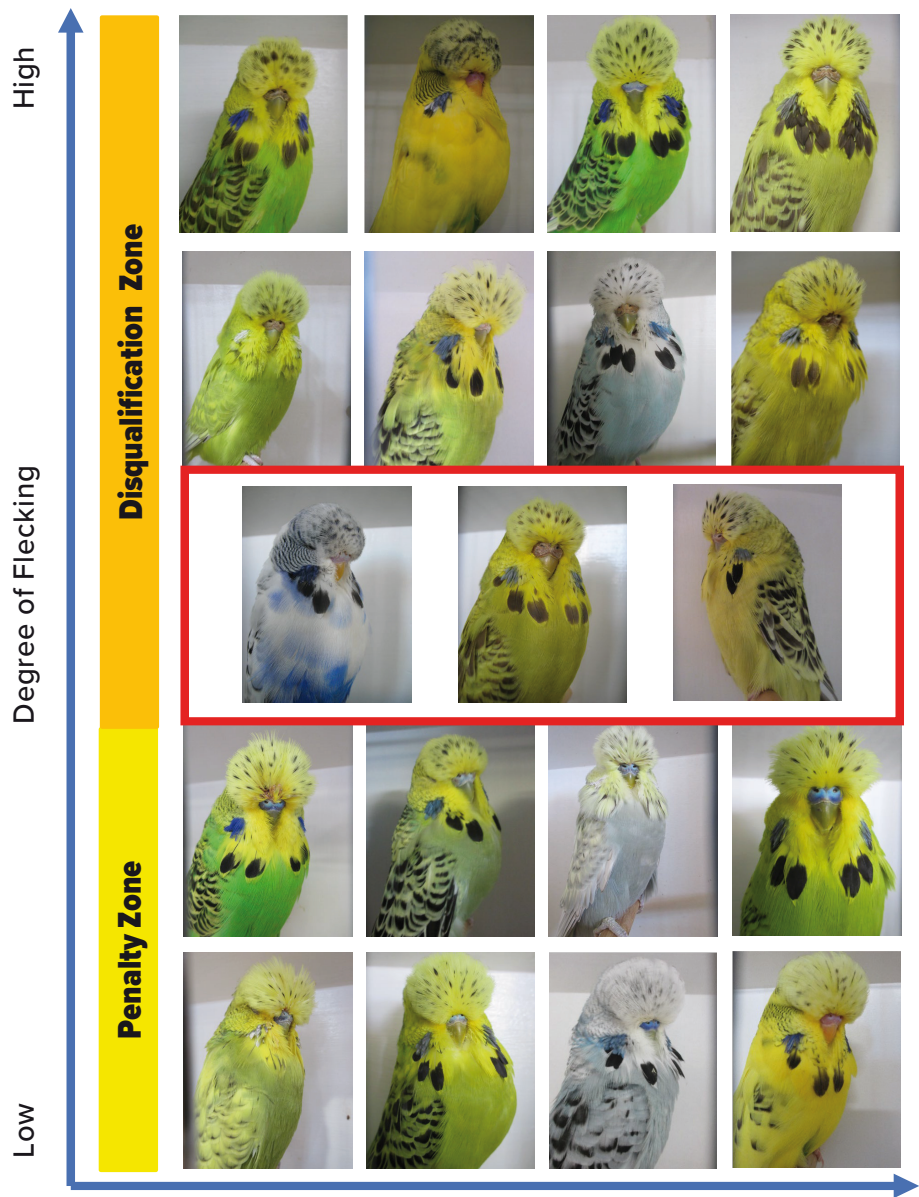 High
Disqualification Zone
Degree of Flecking
Penalty Zone
Low